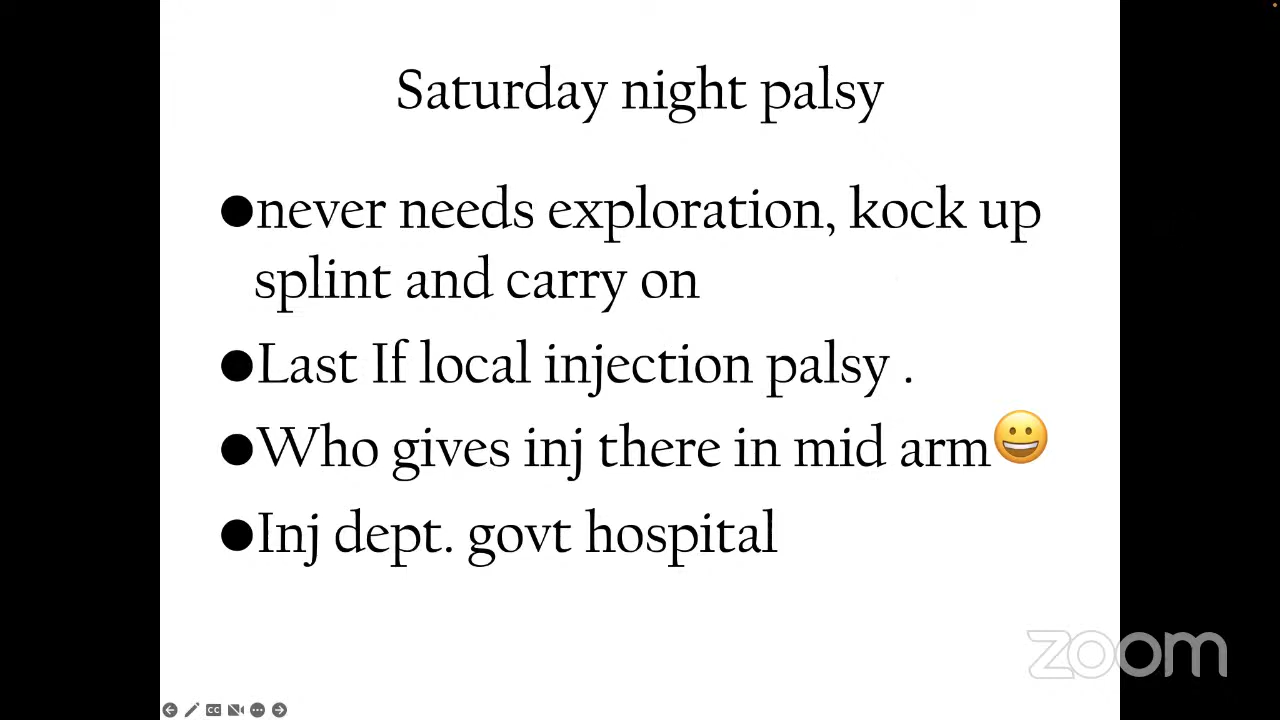 Saturday night palsy
●never needs exploration, kock up
splint and carry on
●Last If local injection palsy .
●Who gives inj there in mid arm😀
●Inj dept. govt hospital
zoom
CC